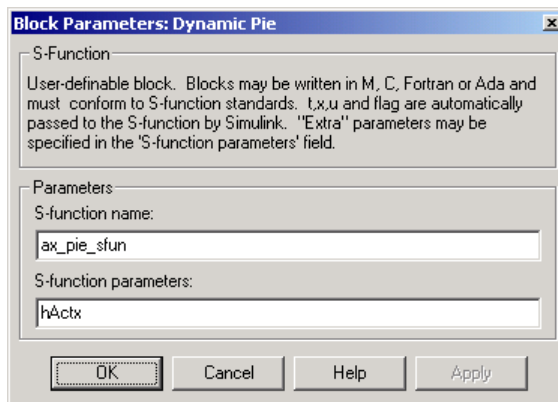 Block Parameters: Dynamic Pie
S-Function
User-definable block. Blocks may be written in M, C, Fortran or Ada and
must conform to S-function standards. t,x,u and flag are automatically
passed to the S-function by Simulink. "Extra" parameters may be
specified in the 'S-function parameters' field.
Parameters
S-function name:
ax_pie_sfun
S-function parameters:
hActx
OK Cancel Help Apply